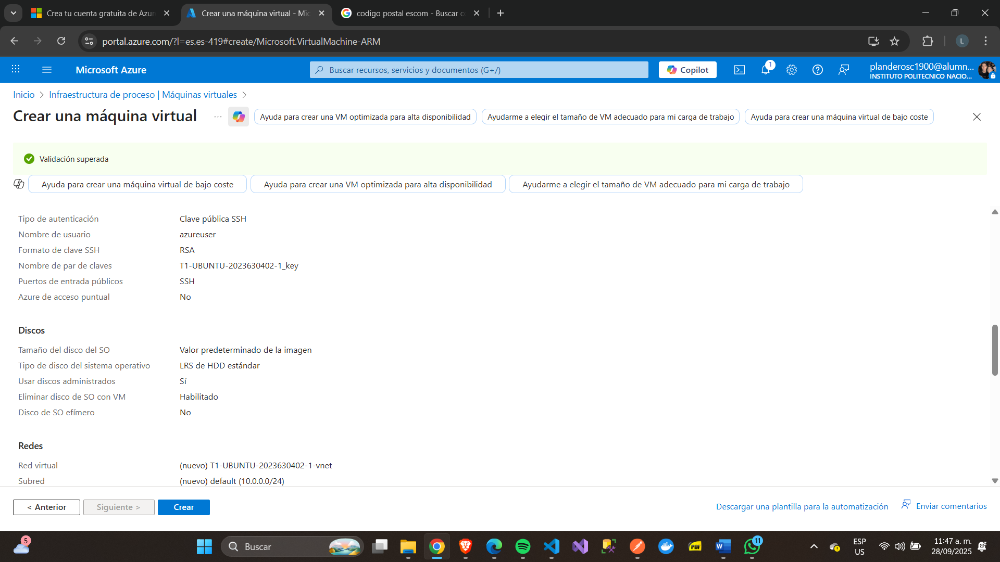 Crea tu cuenta gratuita de Azur
Crear una máquina virtual - Mic
codigo postal escom - Buscar c
portal.azure.com/?l=es.es-419#create/Microsoft.VirtualMachine-ARM
L
Microsoft Azure
Buscar recursos, servicios y documentos (G+/)
Copilot
1
planderosc1900@alumn...
INSTITUTO POLITECNICO NACIO...
Inicio > Infraestructura de proceso | Máquinas virtuales >
Crear una máquina virtual
...
Ayuda para crear una VM optimizada para alta disponibilidad
Ayudarme a elegir el tamaño de VM adecuado para mi carga de trabajo
Ayuda para crear una máquina virtual de bajo coste
Validación superada
Ayuda para crear una máquina virtual de bajo coste
Ayuda para crear una VM optimizada para alta disponibilidad
Ayudarme a elegir el tamaño de VM adecuado para mi carga de trabajo
Tipo de autenticación Clave pública SSH
Nombre de usuario azureuser
Formato de clave SSH RSA
Nombre de par de claves T1-UBUNTU-2023630402-1_key
Puertos de entrada públicos SSH
Azure de acceso puntual No
Discos
Tamaño del disco del SO Valor predeterminado de la imagen
Tipo de disco del sistema operativo LRS de HDD estándar
Usar discos administrados Sí
Eliminar disco de SO con VM Habilitado
Disco de SO efímero No
Redes
Red virtual (nuevo) T1-UBUNTU-2023630402-1-vnet
Subred (nuevo) default (10.0.0.0/24)
< Anterior
Siguiente >
Crear
Descargar una plantilla para la automatización
Enviar comentarios
5
Buscar
PDF
W
11
ESP
US
11:47 a. m.
28/09/2025